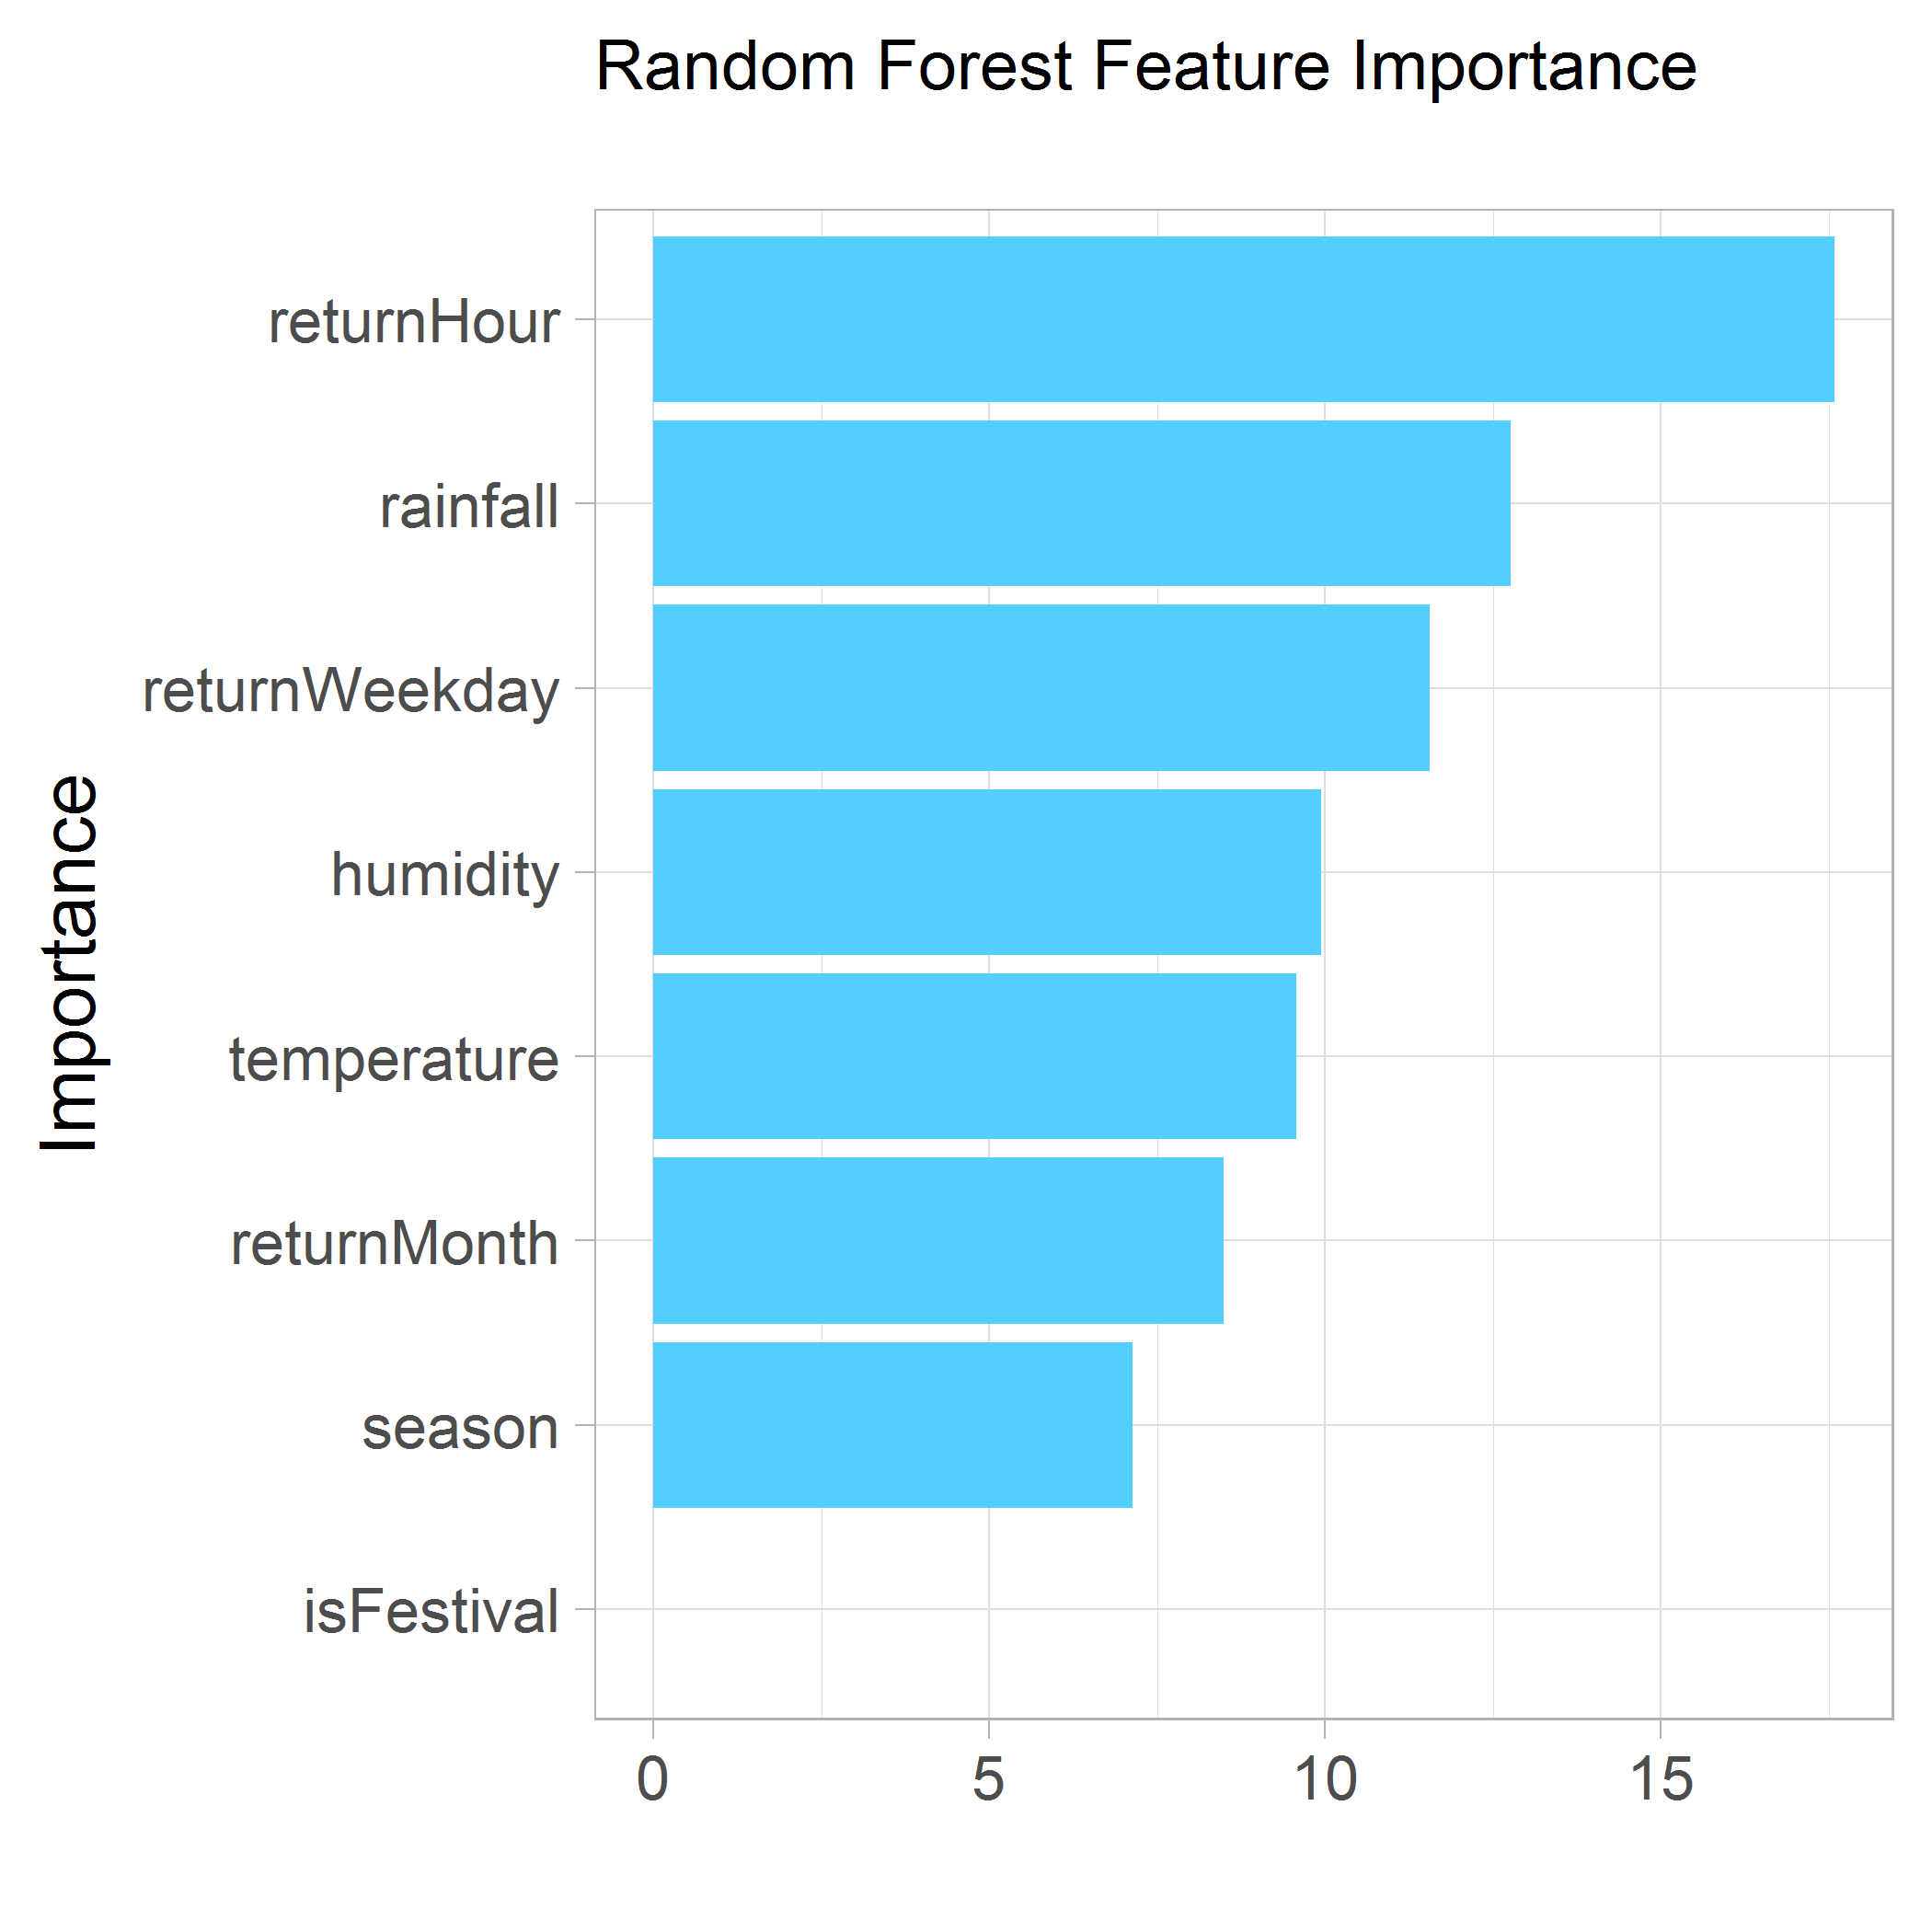 Random Forest Feature Importance
returnHour
rainfall
returnWeekday
humidity
temperature
returnMonth
season
isFestival
Importance
0 5 10 15